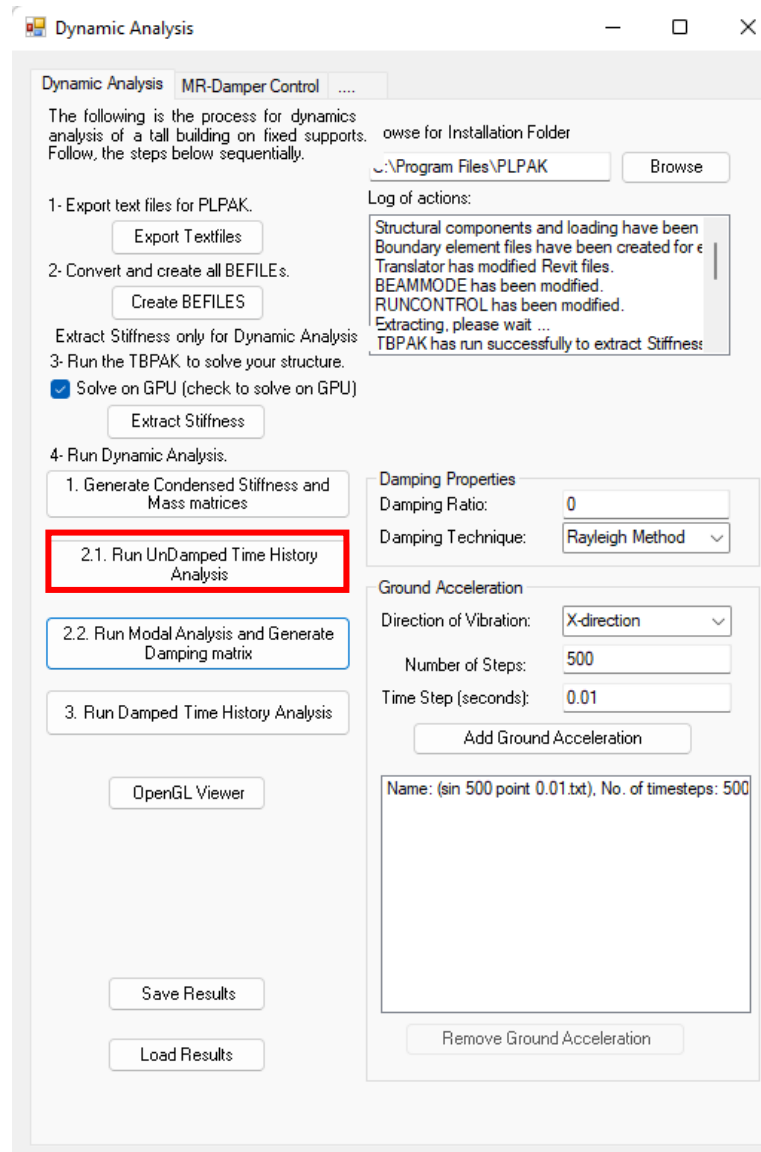 Dynamic Analysis
Dynamic Analysis
MR-Damper Control
....
The following is the process for dynamics
analysis of a tall building on fixed supports.
Follow, the steps below sequentially.
1- Export text files for PLPAK.
Export Textfiles
2- Convert and create all BEFILEs.
Create BEFILES
Extract Stiffness only for Dynamic Analysis
3- Run the TBPAK to solve your structure.
Solve on GPU (check to solve on GPU)
Extract Stiffness
4- Run Dynamic Analysis.
1. Generate Condensed Stiffness and
Mass matrices
2.1. Run UnDamped Time History
Analysis
2.2. Run Modal Analysis and Generate
Damping matrix
3. Run Damped Time History Analysis
OpenGL Viewer
Save Results
Load Results
owse for Installation Folder
:\Program Files\PLPAK
Browse
Log of actions:
Structural components and loading have been
Boundary element files have been created for e
Translator has modified Revit files.
BEAMMODE has been modified.
RUNCONTROL has been modified.
Extracting, please wait ...
TBPAK has run successfully to extract Stiffness
Damping Properties
Damping Ratio:
0
Damping Technique:
Rayleigh Method
Ground Acceleration
Direction of Vibration:
X-direction
Number of Steps:
500
Time Step (seconds):
0.01
Add Ground Acceleration
Name: (sin 500 point 0.01.txt), No. of timesteps: 500
Remove Ground Acceleration